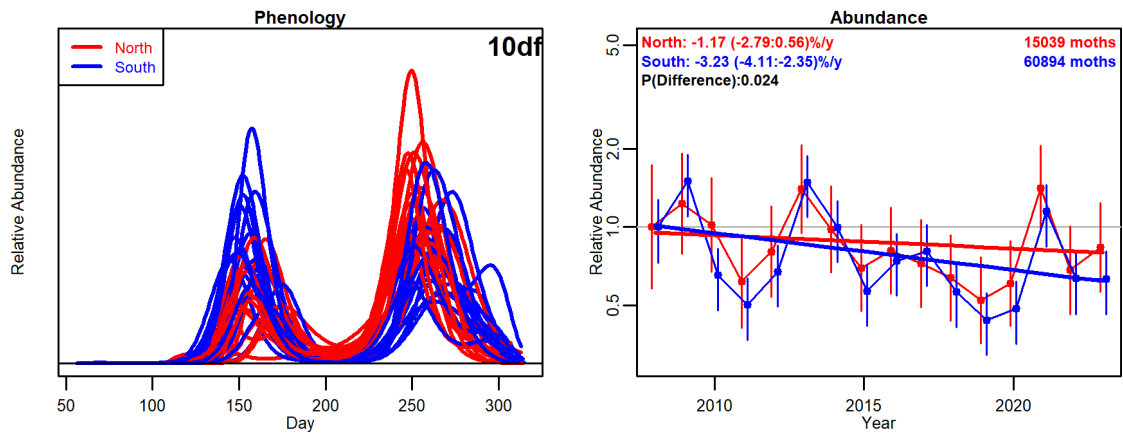 Phenology
10df
North
South
Relative Abundance
50 100 150 200 250 300
Day
Abundance
North: -1.17 (-2.79:0.56)%/y 15039 moths
South: -3.23 (-4.11:-2.35)%/y 60894 moths
P(Difference):0.024
Relative Abundance
5.0
2.0
1.0
0.5
2010 2015 2020
Year